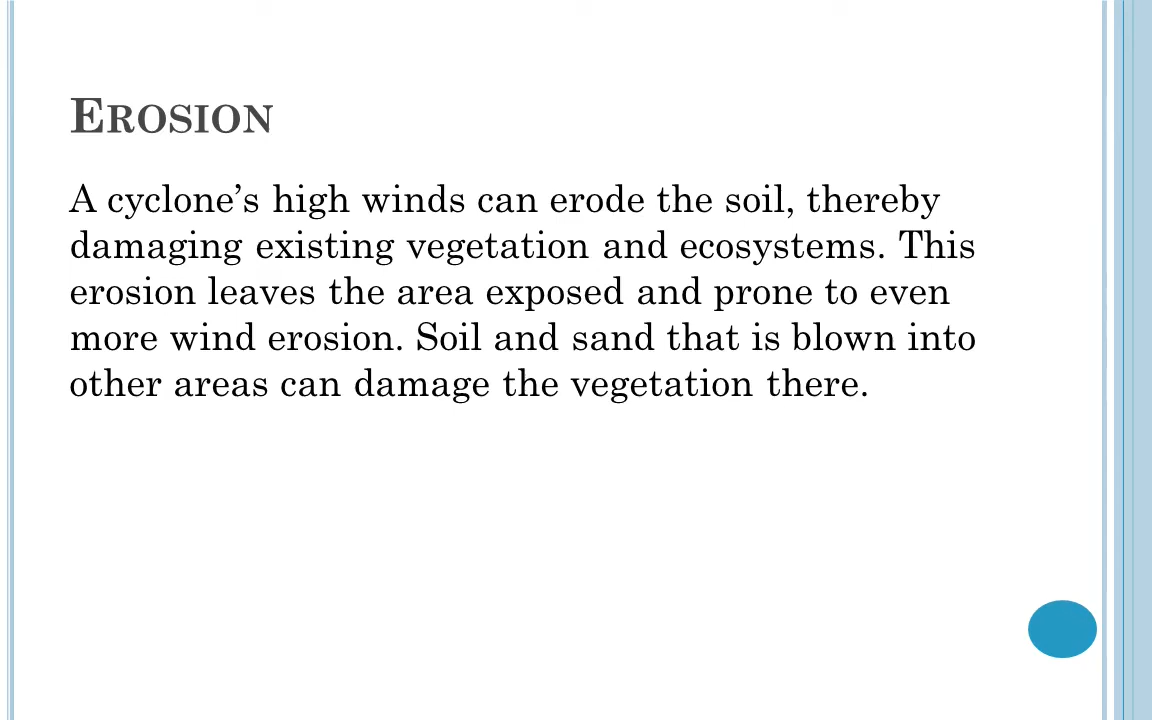 Erosion
A cyclone’s high winds can erode the soil, thereby
damaging existing vegetation and ecosystems. This
erosion leaves the area exposed and prone to even
more wind erosion. Soil and sand that is blown into
other areas can damage the vegetation there.